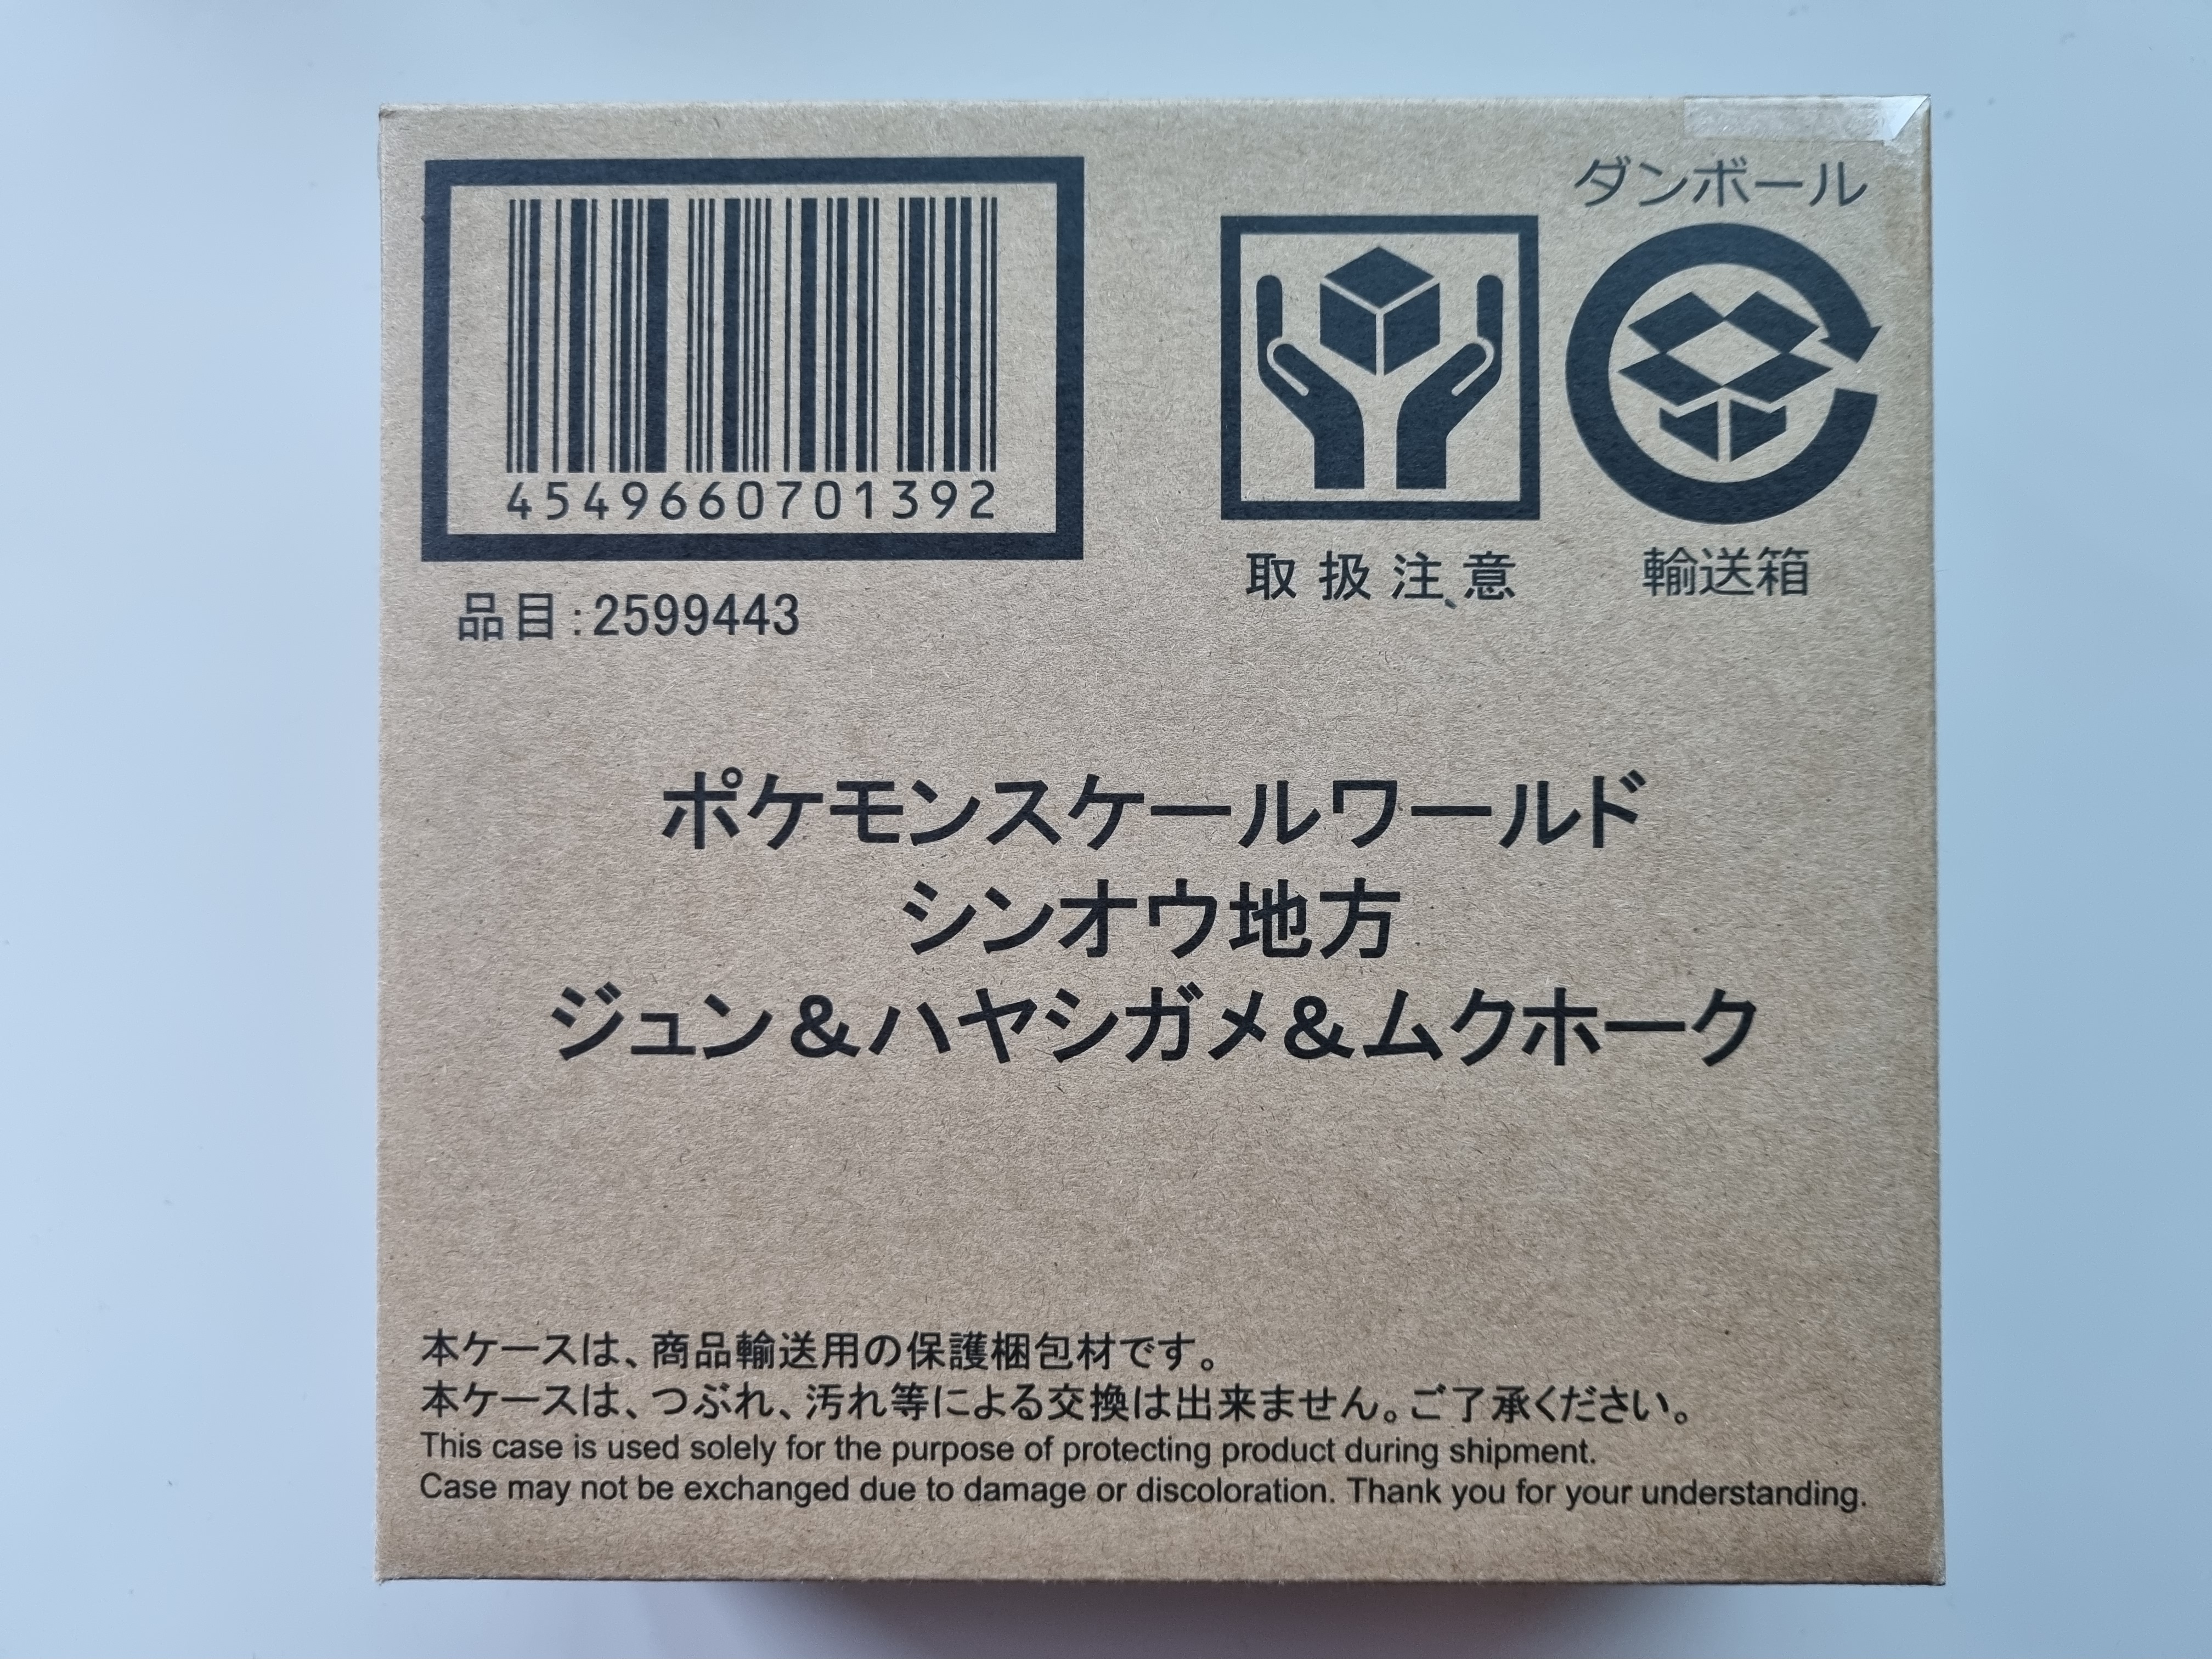 4549660701392
品目:2599443
取扱注意
ダンボール
輸送箱
ポケモンスケールワールド
シンオウ地方
ジュン＆ハヤシガメ＆ムクホーク
本ケースは、商品輸送用の保護梱包材です。
本ケースは、つぶれ、汚れ等による交換は出来ません。ご了承ください。
This case is used solely for the purpose of protecting product during shipment.
Case may not be exchanged due to damage or discoloration. Thank you for your understanding.